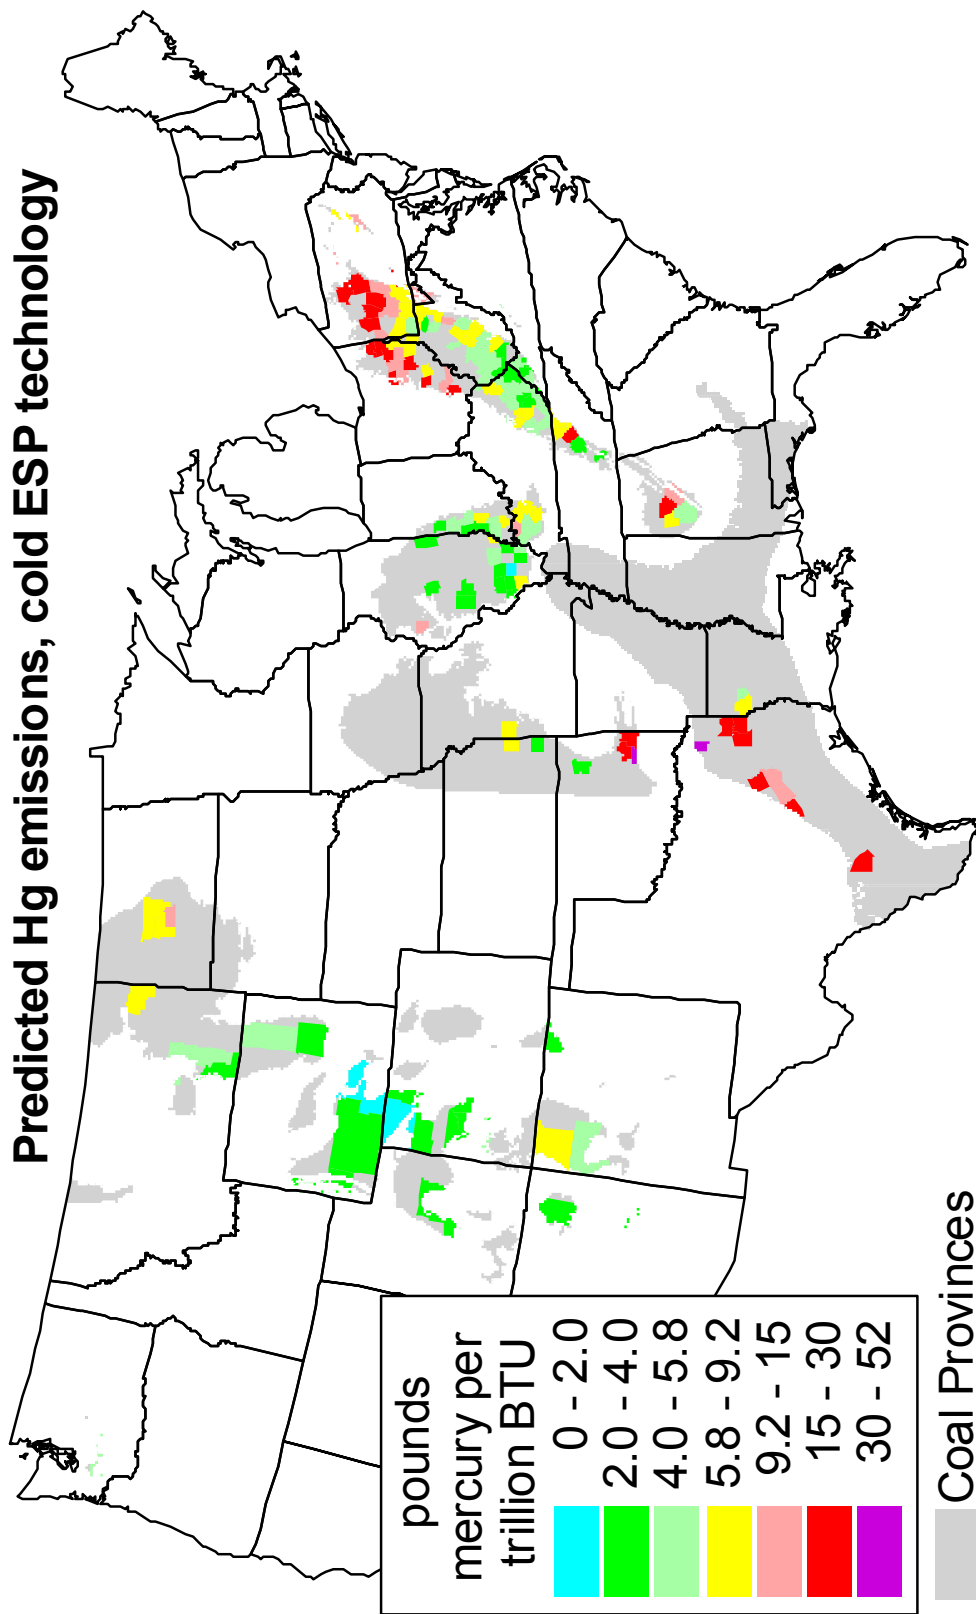 Predicted Hg emissions, cold ESP technology
pounds
mercury per
trillion BTU
0 - 2.0
2.0 - 4.0
4.0 - 5.8
5.8 - 9.2
9.2 - 15
15 - 30
30 - 52
Coal Provinces